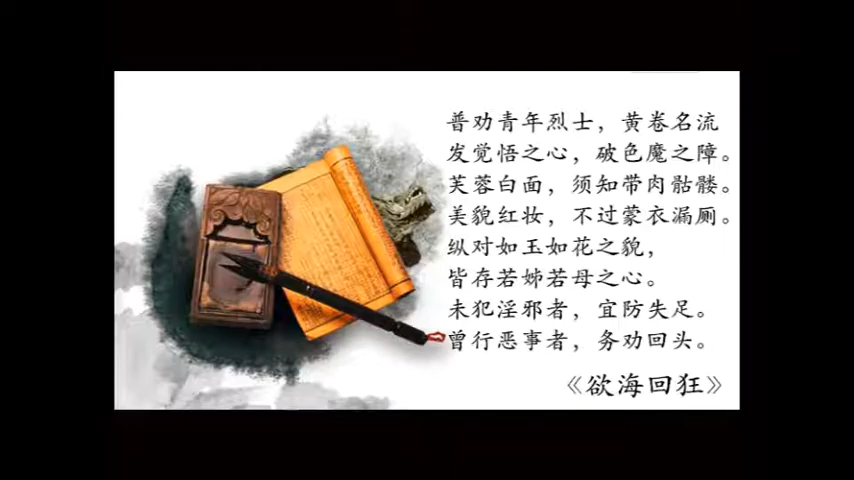 普劝青年烈士，黄卷名流
发觉悟之心，破色魔之障。
芙蓉白面，须知带肉骷髅。
美貌红妆，不过蒙衣漏厕。
纵对如玉如花之貌，
皆存若姊若母之心。
未犯淫邪者，宜防失足。
曾行恶事者，务劝回头。
《欲海回狂》